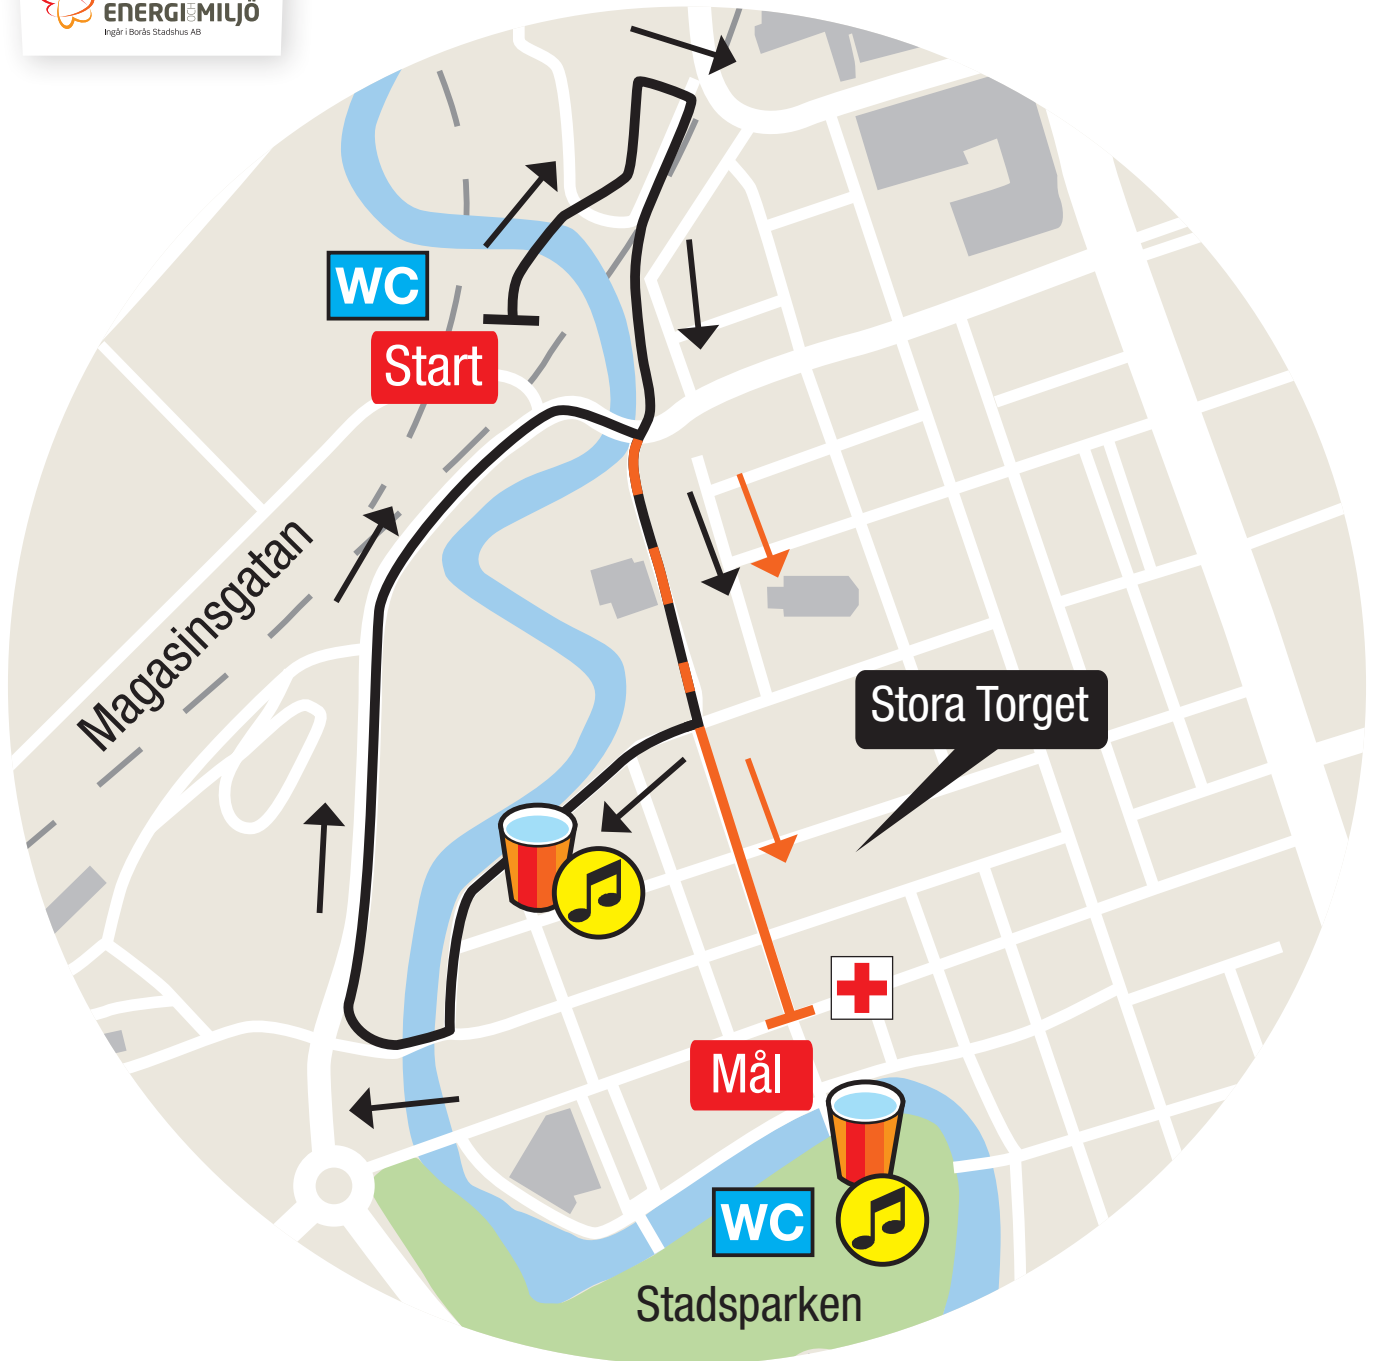 ENERGI OCH MILJÖ
Ingår i Borås Stadshus AB
WC
Start
Magasinsgatan
Stora Torget
Mål
WC
Stadsparken